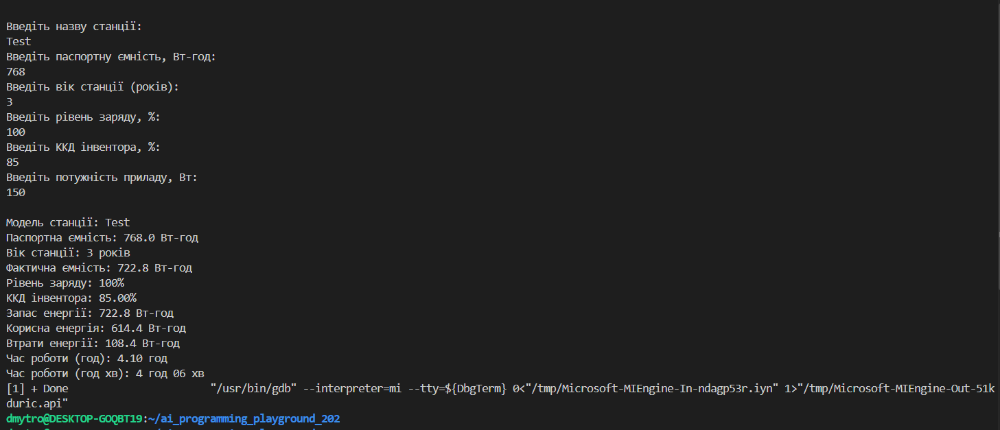 Введіть назву станції:
Test
Введіть паспортну ємність, Вт-год:
768
Введіть вік станції (років):
3
Введіть рівень заряду, %:
100
Введіть ККД інвентора, %:
85
Введіть потужність приладу, Вт:
150
Модель станції: Test
Паспортна ємність: 768.0 Вт-год
Вік станції: 3 років
Фактична ємність: 722.8 Вт-год
Рівень заряду: 100%
ККД інвентора: 85.00%
Запас енергії: 722.8 Вт-год
Корисна енергія: 614.4 Вт-год
Втрати енергії: 108.4 Вт-год
Час роботи (год): 4.10 год
Час роботи (год хв): 4 год 06 хв
[1] + Done                       "/usr/bin/gdb" --interpreter=mi --tty=${DbgTerm} 0<"/tmp/Microsoft-MIEngine-In-ndagp53r.iyn" 1>"/tmp/Microsoft-MIEngine-Out-51k
duric.api"
dmytro@DESKTOP-GOQBT19:~/ai_programming_playground_202